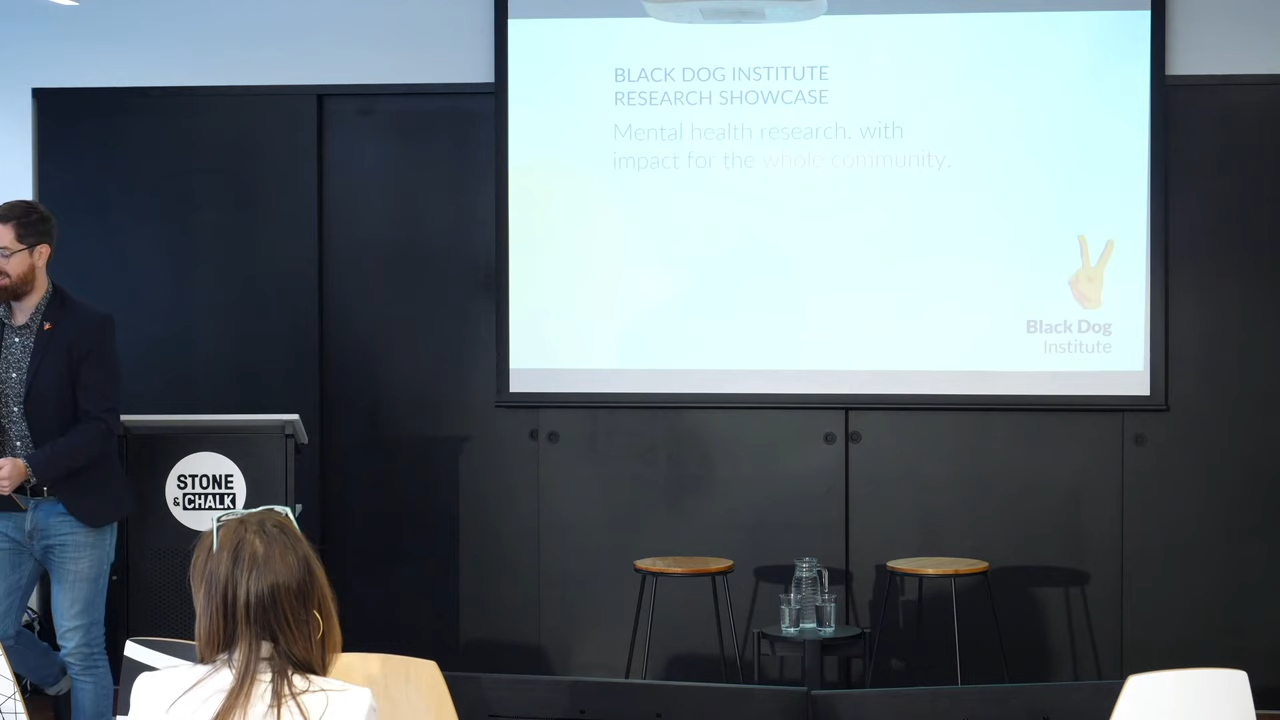 BLACK DOG INSTITUTE
RESEARCH SHOWCASE
Mental health research, with
impact for the whole community.
Black Dog
Institute
STONE
& CHALK